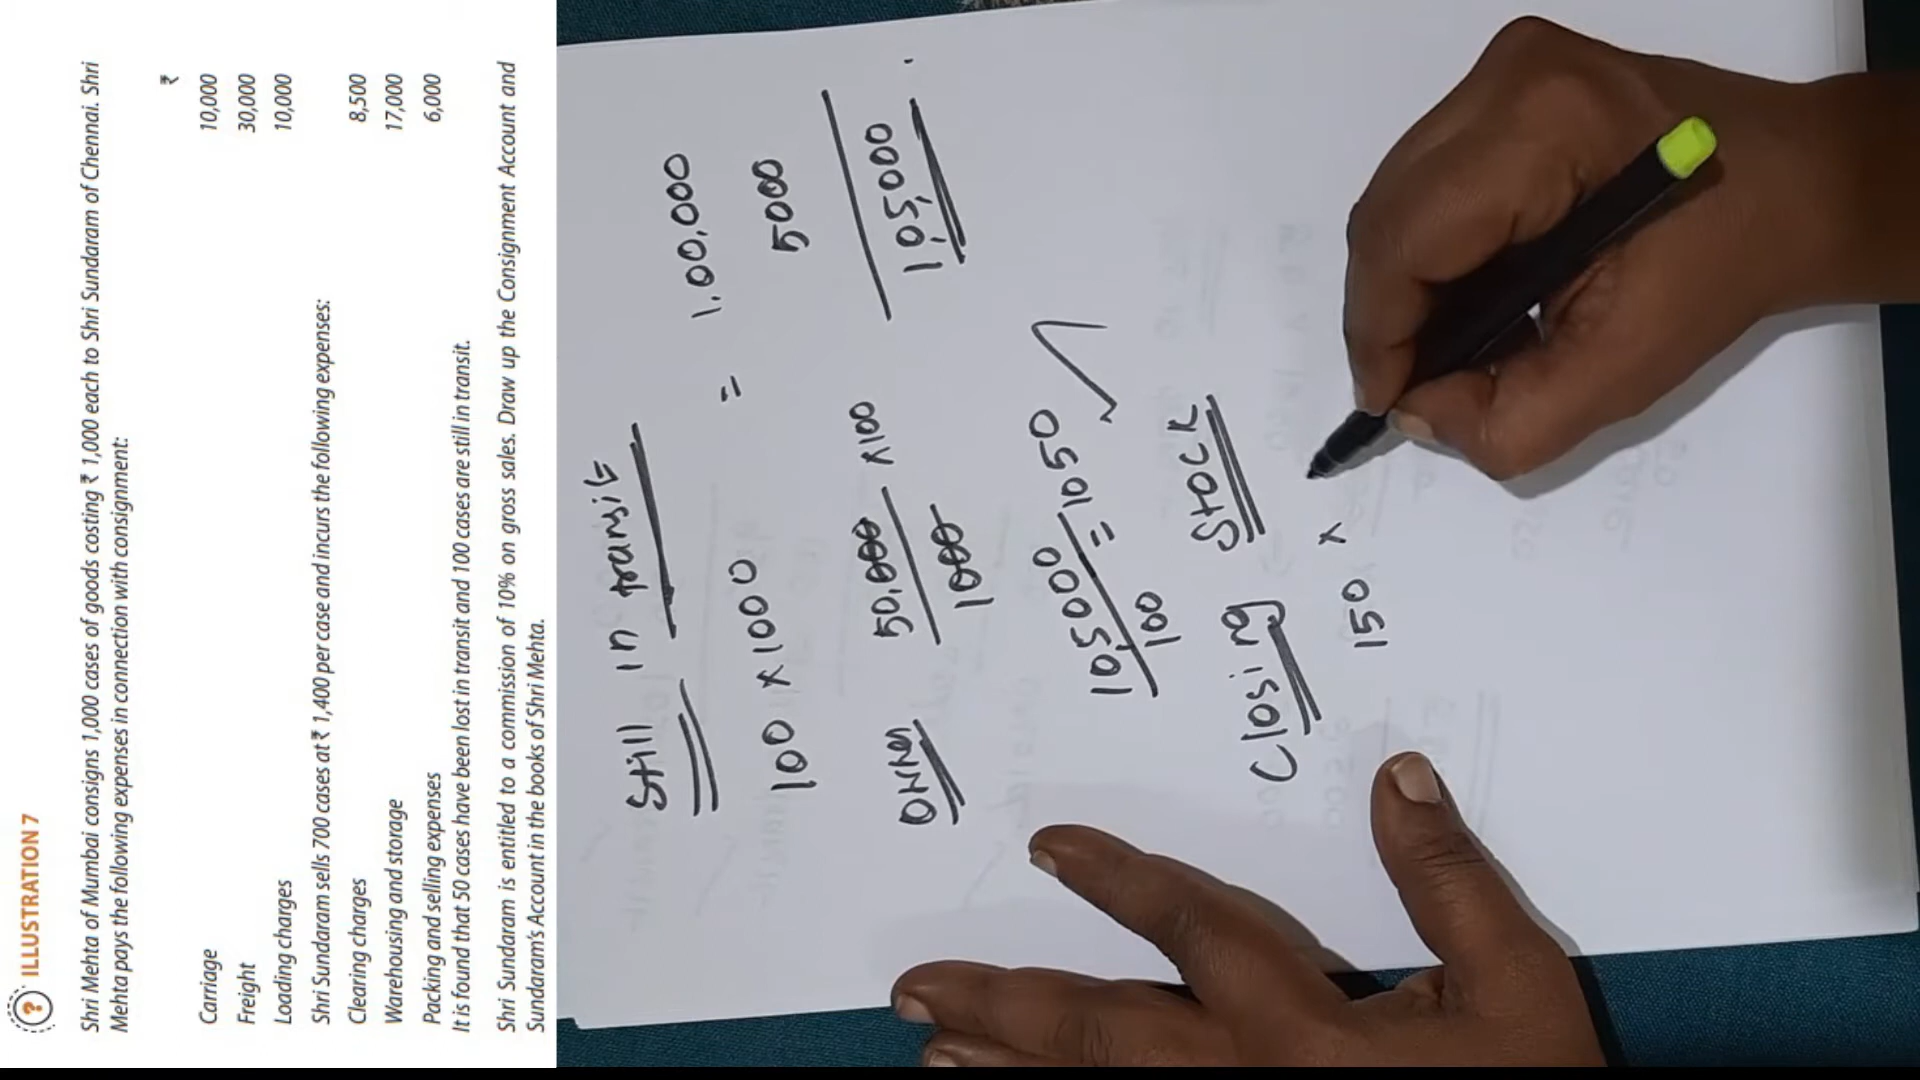 ? ILLUSTRATION 7
Shri Mehta of Mumbai consigns 1,000 cases of goods costing ₹ 1,000 each to Shri Sundaram of Chennai. Shri
Mehta pays the following expenses in connection with consignment:
₹
Carriage 10,000
Freight 30,000
Loading charges 10,000
Shri Sundaram sells 700 cases at ₹ 1,400 per case and incurs the following expenses:
Clearing charges 8,500
Warehousing and storage 17,000
Packing and selling expenses 6,000
It is found that 50 cases have been lost in transit and 100 cases are still in transit.
Shri Sundaram is entitled to a commission of 10% on gross sales. Draw up the Consignment Account and
Sundaram's Account in the books of Shri Mehta.
Still in transit
100 x 1000 = 1,00,000
50,000 x 100 5000
1000
1,05,000
1,05,000 = 1050
100
Closing Stock
150 x